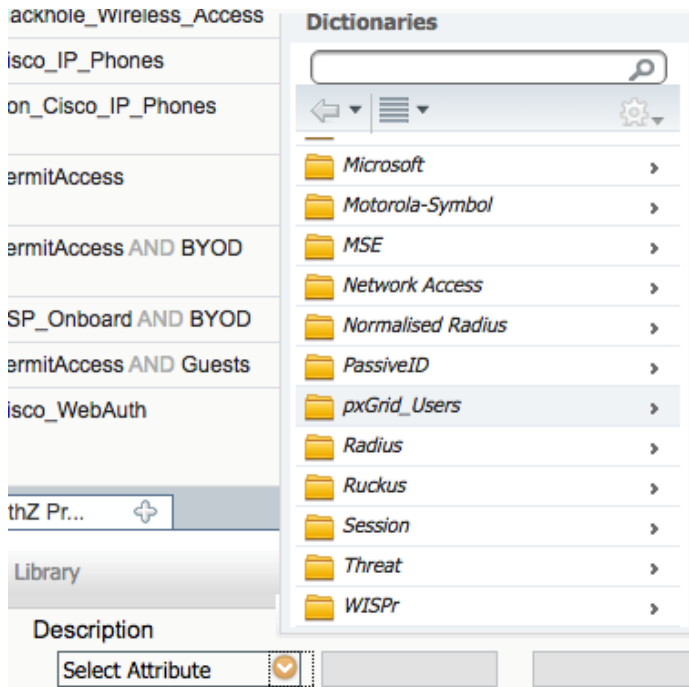 ackhole_Wireless_Access
isco_IP_Phones
on_Cisco_IP_Phones
ermitAccess
ermitAccess AND BYOD
SP_Onboard AND BYOD
ermitAccess AND Guests
isco_WebAuth
thZ Pr...
Library
Description
Select Attribute
Dictionaries
Microsoft
Motorola-Symbol
MSE
Network Access
Normalised Radius
PassiveID
pxGrid_Users
Radius
Ruckus
Session
Threat
WISPr